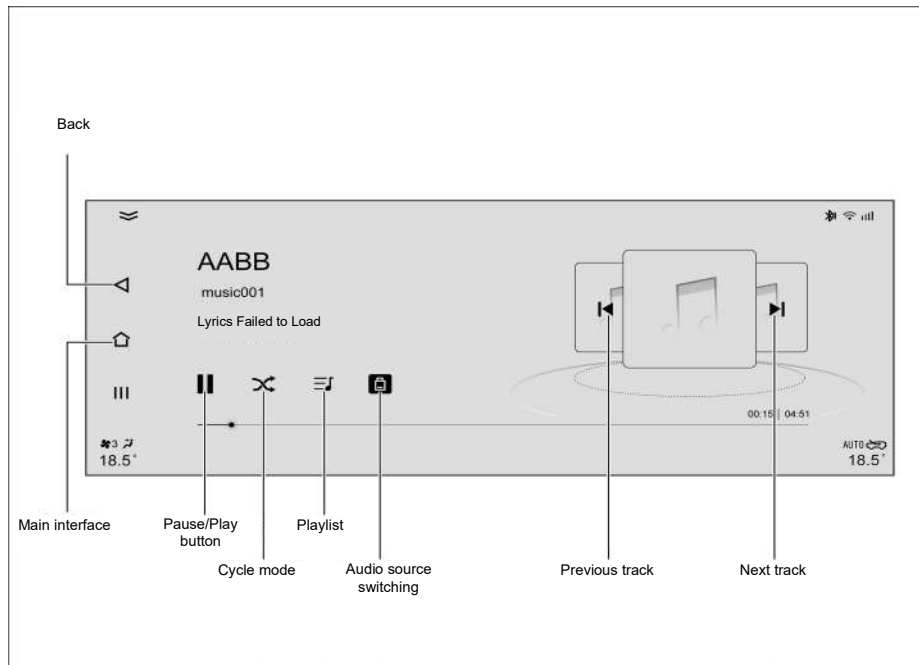 Back
AABB
music001
Lyrics Failed to Load
00:15 | 04:51
3
18.5°
AUTO
18.5°
Main interface
Pause/Play
button
Playlist
Cycle mode
Audio source
switching
Previous track
Next track